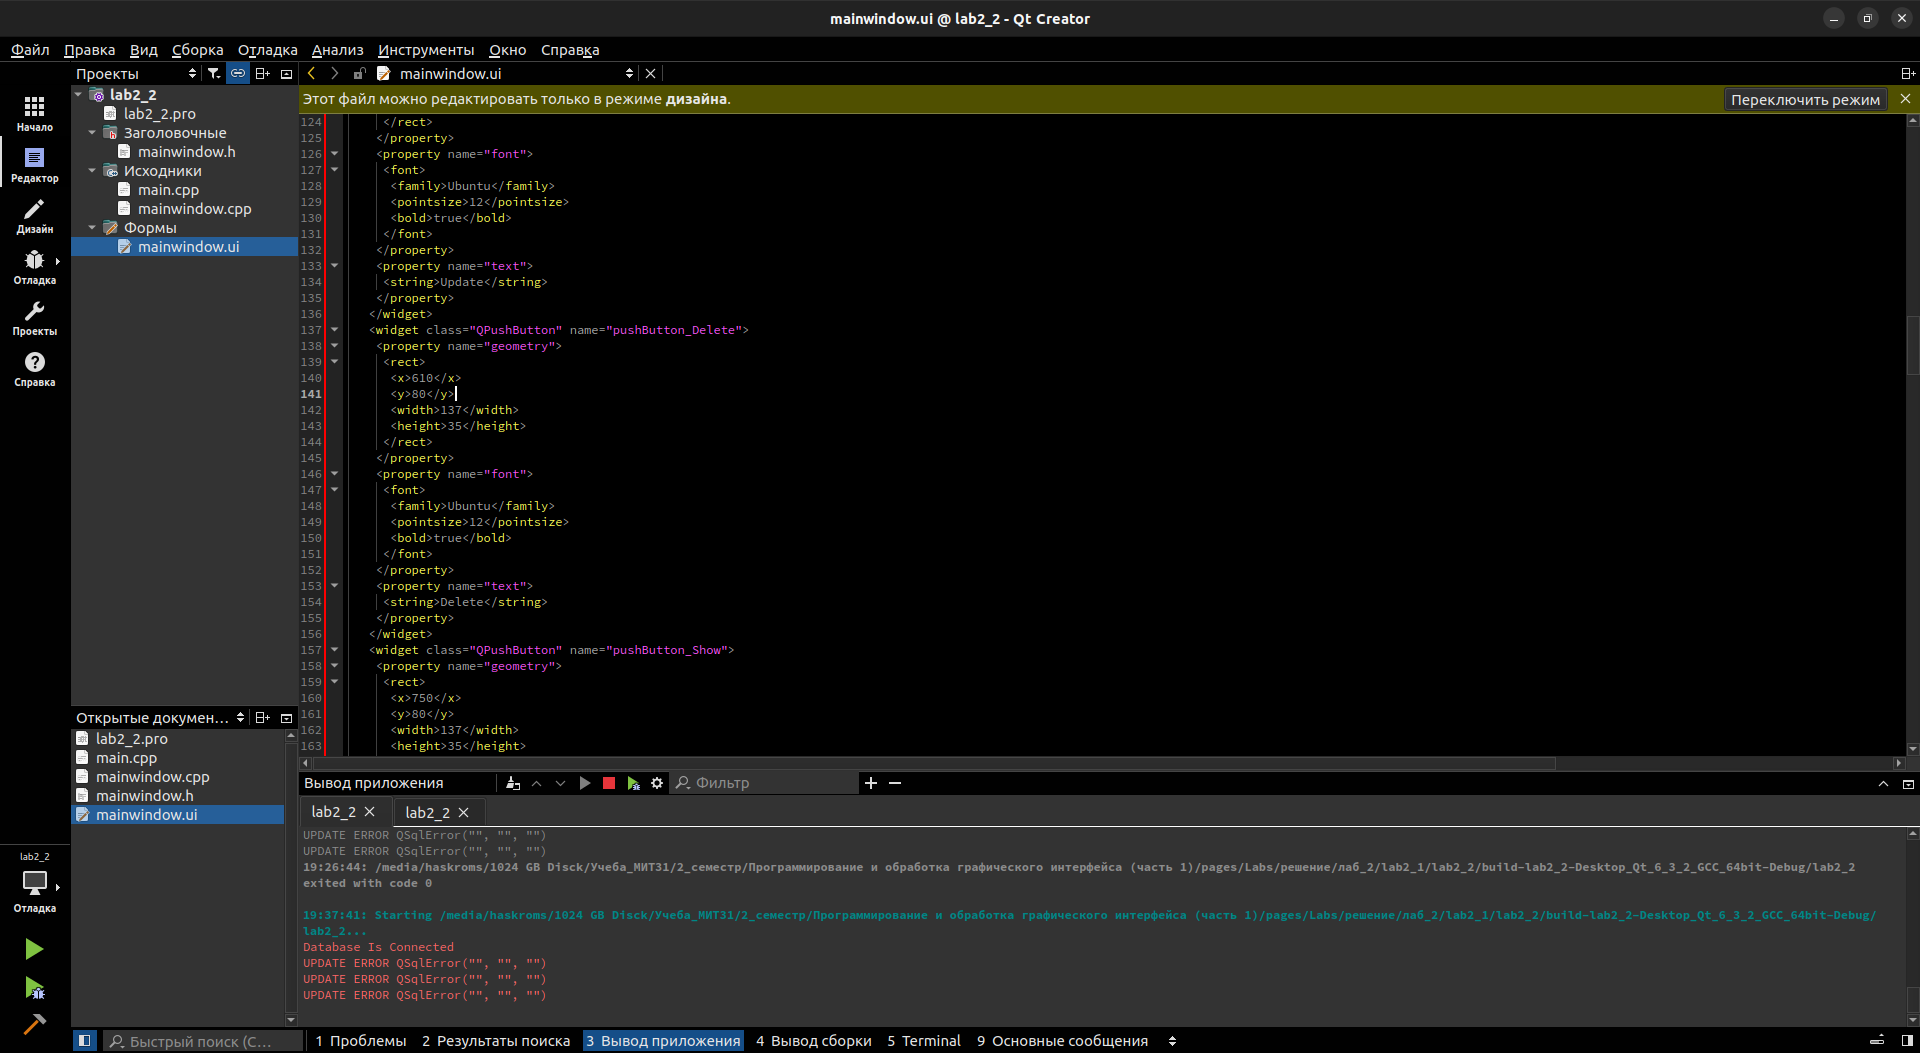 mainwindow.ui @ lab2_2 - Qt Creator
Файл Правка Вид Сборка Отладка Анализ Инструменты Окно Справка
Проекты
mainwindow.ui
Начало
Редактор
Дизайн
Отладка
Проекты
Справка
lab2_2
lab2_2.pro
Заголовочные
mainwindow.h
Исходники
main.cpp
mainwindow.cpp
Формы
mainwindow.ui
Этот файл можно редактировать только в режиме дизайна.
Переключить режим
124 </rect>
125 </property>
126 <property name="font">
127 <font>
128 <family>Ubuntu</family>
129 <pointsize>12</pointsize>
130 <bold>true</bold>
131 </font>
132 </property>
133 <property name="text">
134 <string>Update</string>
135 </property>
136 </widget>
137 <widget class="QPushButton" name="pushButton_Delete">
138 <property name="geometry">
139 <rect>
140 <x>610</x>
141 <y>80</y>
142 <width>137</width>
143 <height>35</height>
144 </rect>
145 </property>
146 <property name="font">
147 <font>
148 <family>Ubuntu</family>
149 <pointsize>12</pointsize>
150 <bold>true</bold>
151 </font>
152 </property>
153 <property name="text">
154 <string>Delete</string>
155 </property>
156 </widget>
157 <widget class="QPushButton" name="pushButton_Show">
158 <property name="geometry">
159 <rect>
160 <x>750</x>
161 <y>80</y>
162 <width>137</width>
163 <height>35</height>
Открытые докумен...
lab2_2.pro
main.cpp
mainwindow.cpp
mainwindow.h
mainwindow.ui
lab2_2
Отладка
Вывод приложения
Фильтр
lab2_2 lab2_2
UPDATE ERROR QSqlError("", "", "")
UPDATE ERROR QSqlError("", "", "")
19:26:44: /media/haskroms/1024 GB Disck/Учеба_МИТ31/2_семестр/Программирование и обработка графического интерфейса (часть 1)/pages/Labs/решение/лаб_2/lab2_1/lab2_2/build-lab2_2-Desktop_Qt_6_3_2_GCC_64bit-Debug/lab2_2
exited with code 0
19:37:41: Starting /media/haskroms/1024 GB Disck/Учеба_МИТ31/2_семестр/Программирование и обработка графического интерфейса (часть 1)/pages/Labs/решение/лаб_2/lab2_1/lab2_2/build-lab2_2-Desktop_Qt_6_3_2_GCC_64bit-Debug/
lab2_2...
Database Is Connected
UPDATE ERROR QSqlError("", "", "")
UPDATE ERROR QSqlError("", "", "")
UPDATE ERROR QSqlError("", "", "")
Быстрый поиск (С...
1 Проблемы 2 Результаты поиска 3 Вывод приложения 4 Вывод сборки 5 Terminal 9 Основные сообщения